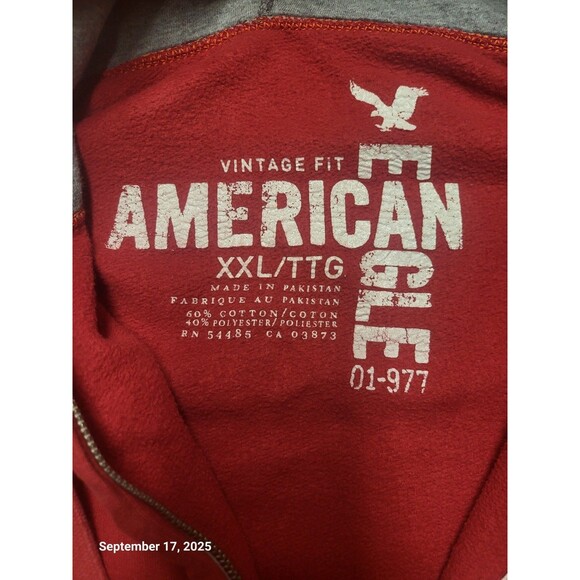 VINTAGE FIT
AMERICAN
EAGLE
XXL/TTG
MADE IN PAKISTAN
FABRIQUE AU PAKISTAN
60% COTTON/COTON
40% POLYESTER/POLIESTER
RN 54485 CA 03873
01-977
September 17, 2025